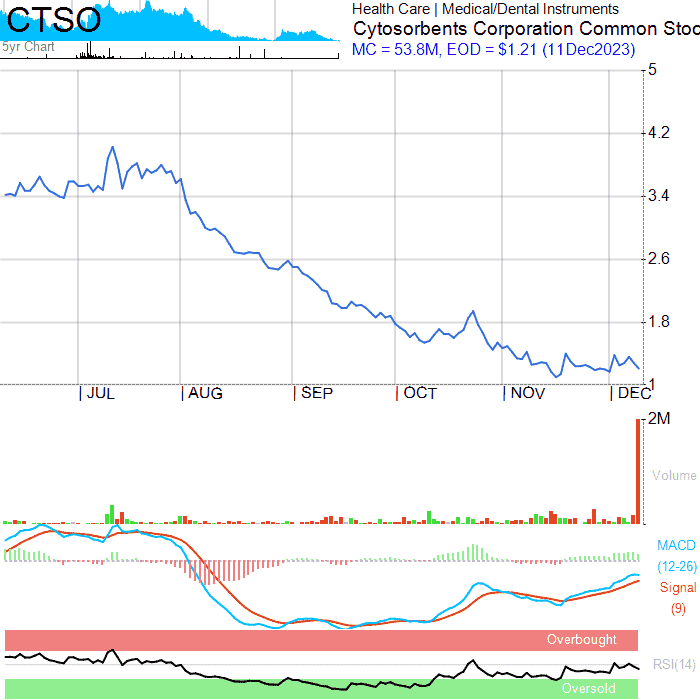 CTSO
5yr Chart
Health Care | Medical/Dental Instruments
Cytosorbents Corporation Common Stoc
MC = 53.8M, EOD = $1.21 (11Dec2023)
5
4.2
3.4
2.6
1.8
1
JUL AUG SEP OCT NOV DEC
2M
Volume
MACD
(12-26)
Signal
(9)
Overbought
RSI(14)
Oversold